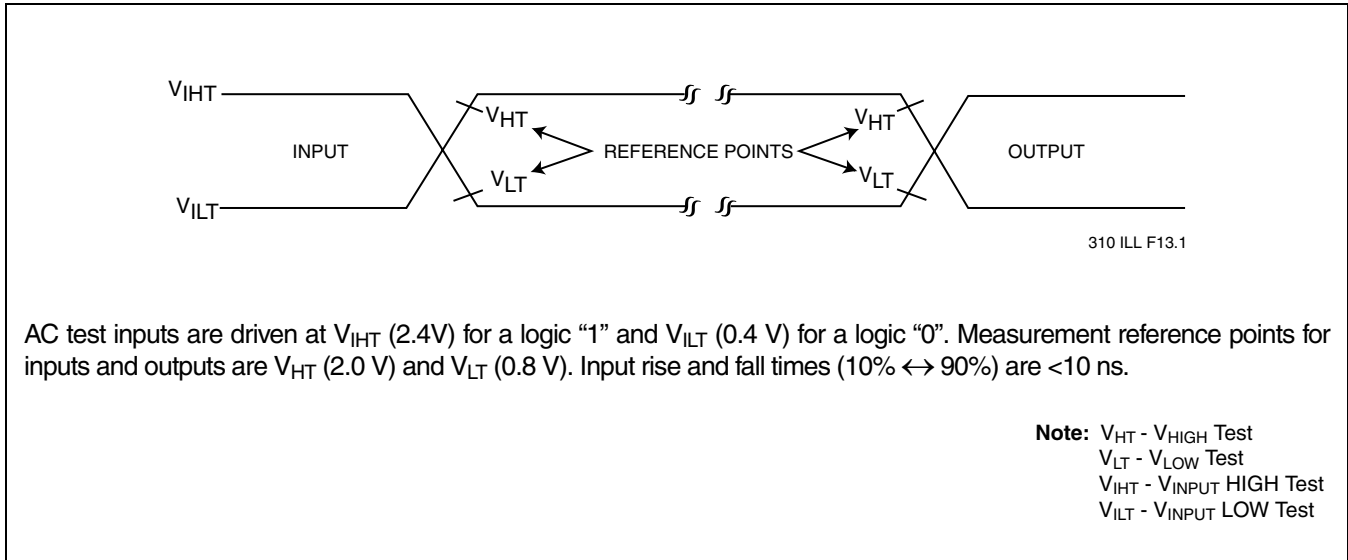 VIHT
VHT
VHT
INPUT
REFERENCE POINTS
OUTPUT
VLT
VLT
VILT
310 ILL F13.1
AC test inputs are driven at VIHT (2.4V) for a logic “1” and VILT (0.4 V) for a logic “0”. Measurement reference points for
inputs and outputs are VHT (2.0 V) and VLT (0.8 V). Input rise and fall times (10% ↔ 90%) are <10 ns.
Note: VHT - VHIGH Test
VLT - VLOW Test
VIHT - VINPUT HIGH Test
VILT - VINPUT LOW Test